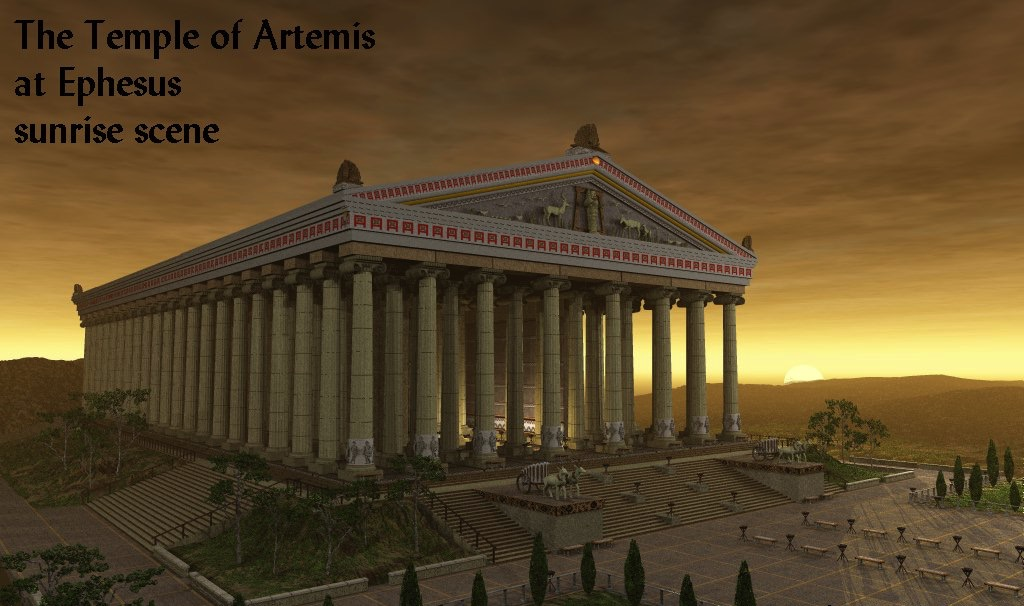 The Temple of Artemis
at Ephesus
sunrise scene